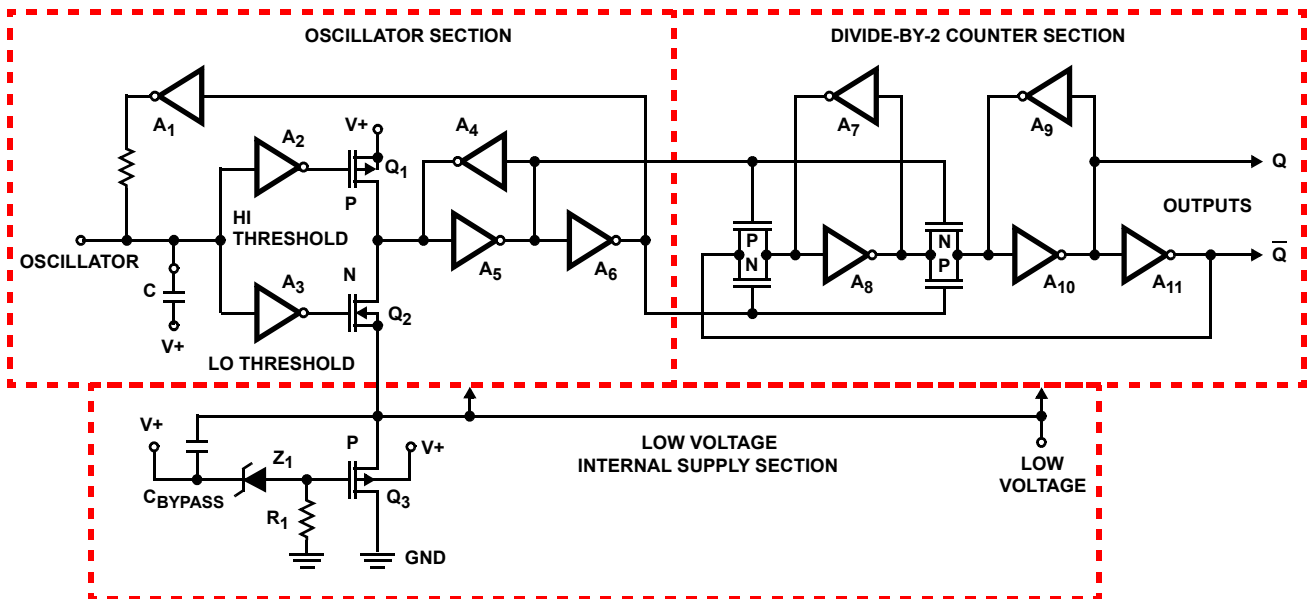 OSCILLATOR SECTION
DIVIDE-BY-2 COUNTER SECTION
A1
A2
V+
Q1
P
A4
A7
A9
Q
HI
THRESHOLD
OSCILLATOR
A5
A6
P
N
A8
N
P
A10
A11
OUTPUTS
Q̅
C
V+
A3
N
Q2
LO THRESHOLD
V+
P
V+
Z1
CBYPASS
Q3
R1
GND
LOW VOLTAGE
INTERNAL SUPPLY SECTION
LOW
VOLTAGE